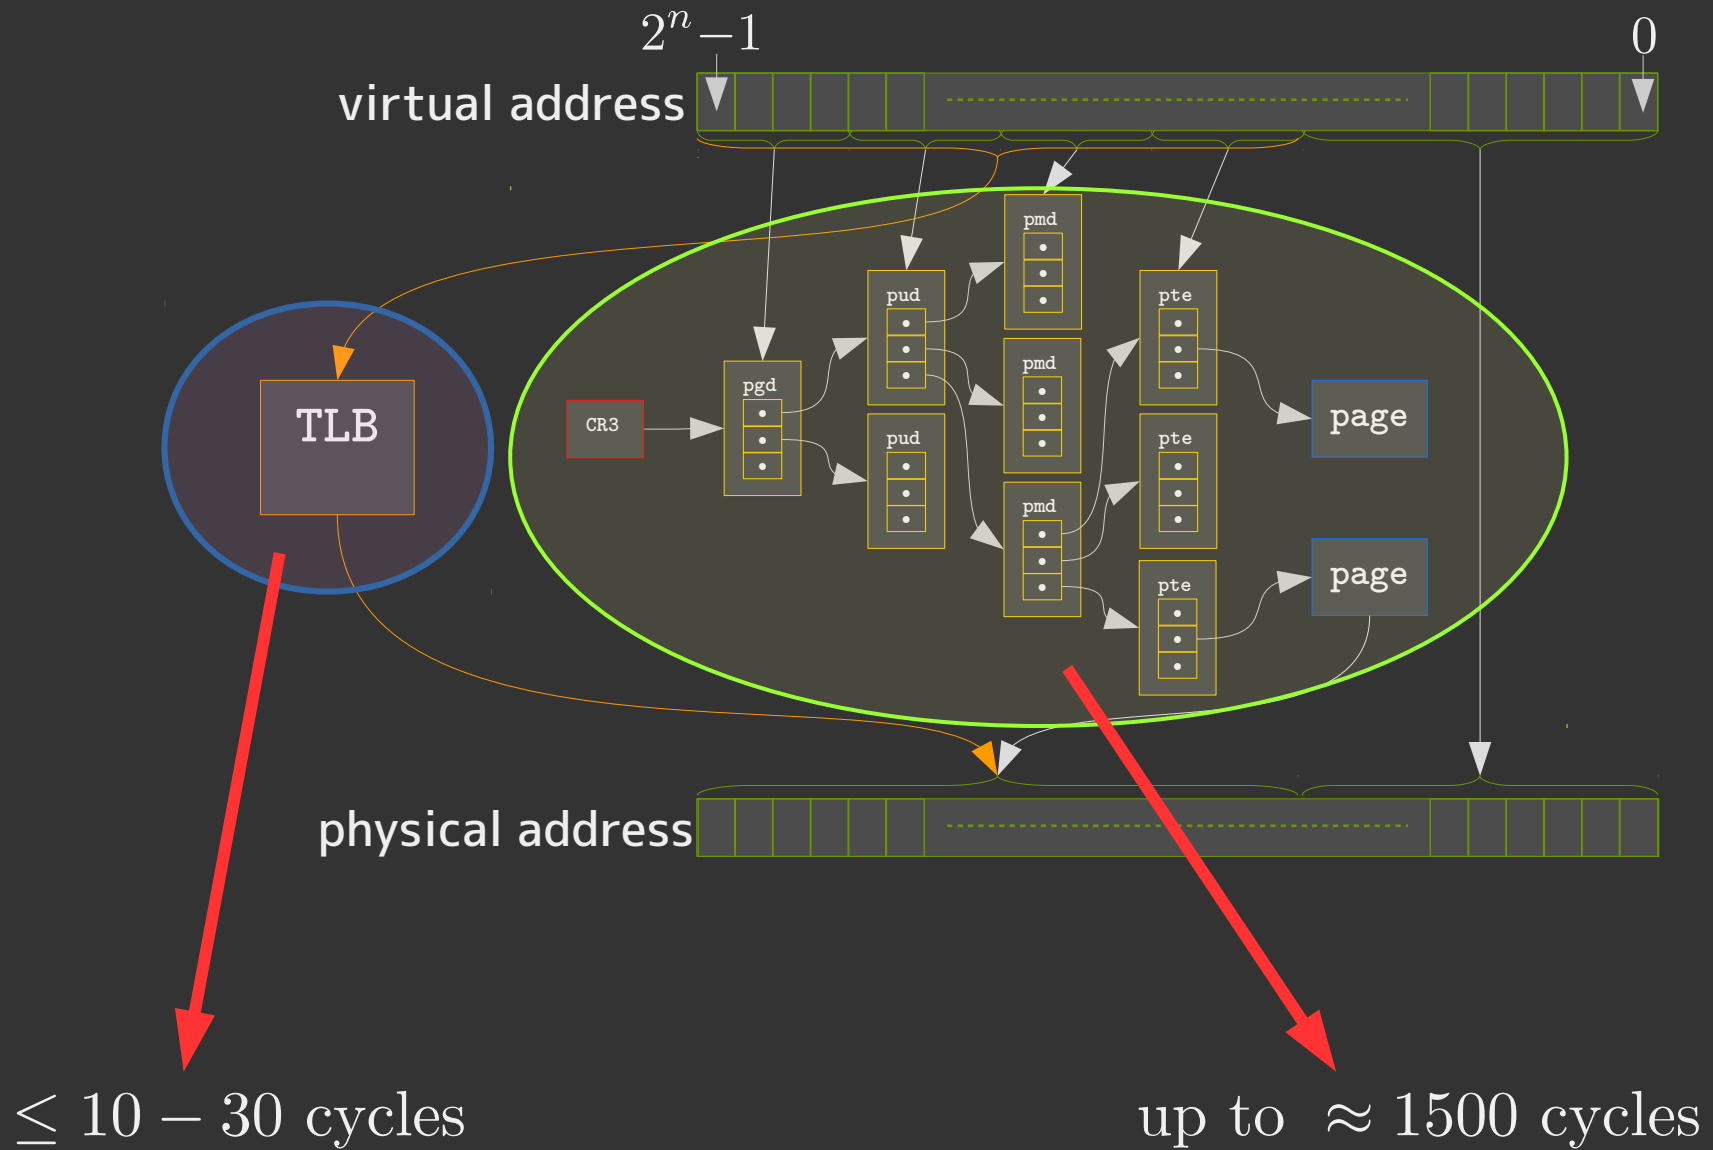 2ⁿ−1
0
virtual address
pmd
pud
pte
pmd
pgd
TLB
CR3
page
pud
pte
pmd
page
pte
physical address
≤ 10 − 30 cycles
up to ≈ 1500 cycles